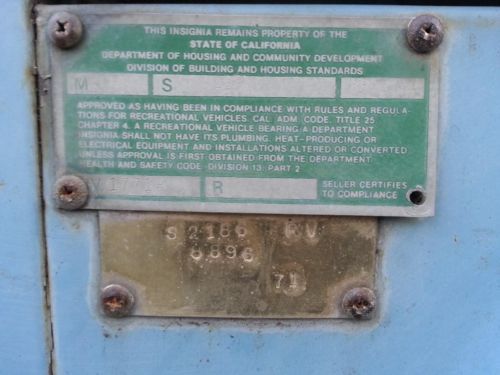 THIS INSIGNIA REMAINS PROPERTY OF THE
STATE OF CALIFORNIA
DEPARTMENT OF HOUSING AND COMMUNITY DEVELOPMENT
DIVISION OF BUILDING AND HOUSING STANDARDS
M S
APPROVED AS HAVING BEEN IN COMPLIANCE WITH RULES AND REGULA-
TIONS FOR RECREATIONAL VEHICLES, CAL. ADM. CODE, TITLE 25
CHAPTER 4. A RECREATIONAL VEHICLE BEARING A DEPARTMENT
INSIGNIA SHALL NOT HAVE ITS PLUMBING, HEAT-PRODUCING OR
ELECTRICAL EQUIPMENT AND INSTALLATIONS ALTERED OR CONVERTED
UNLESS APPROVAL IS FIRST OBTAINED FROM THE DEPARTMENT
HEALTH AND SAFETY CODE-DIVISION 13, PART 2
R SELLER CERTIFIES
TO COMPLIANCE
S 2186 RV
8896
71